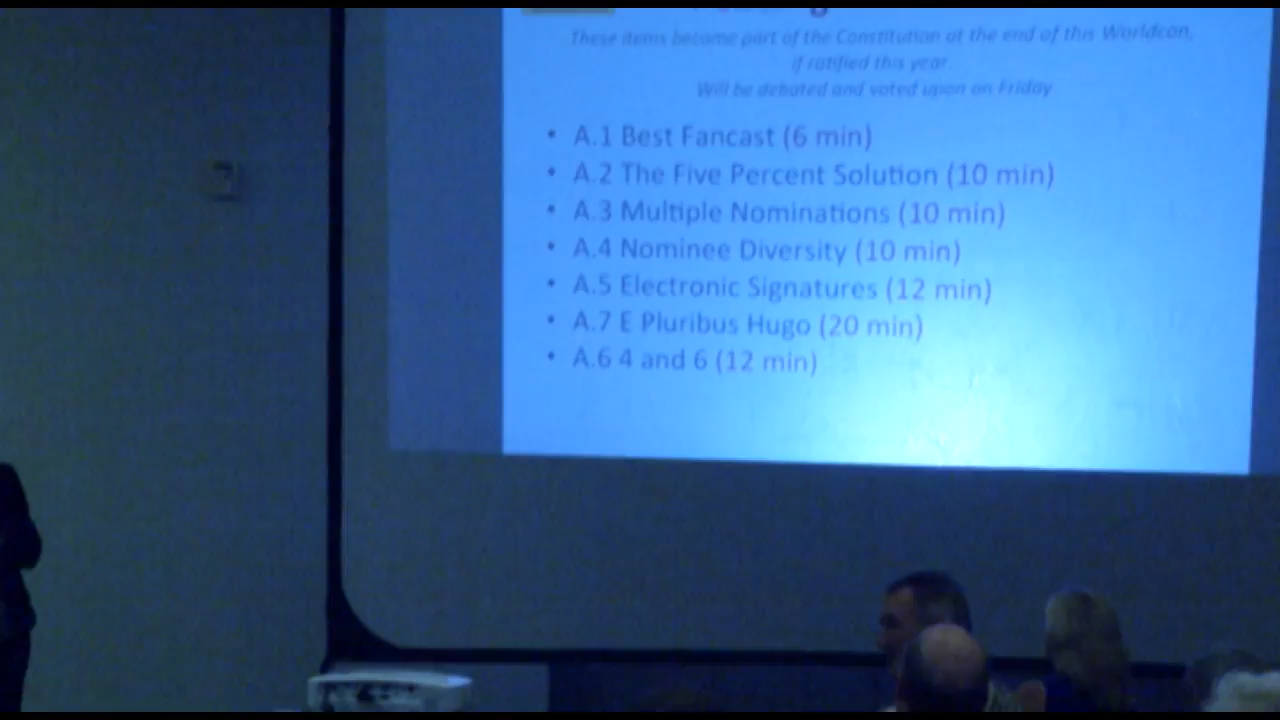 These items become part of the Constitution at the end of this Worldcon,
if ratified this year.
Will be debated and voted upon on Friday
• A.1 Best Fancast (6 min)
• A.2 The Five Percent Solution (10 min)
• A.3 Multiple Nominations (10 min)
• A.4 Nominee Diversity (10 min)
• A.5 Electronic Signatures (12 min)
• A.7 E Pluribus Hugo (20 min)
• A.6 4 and 6 (12 min)